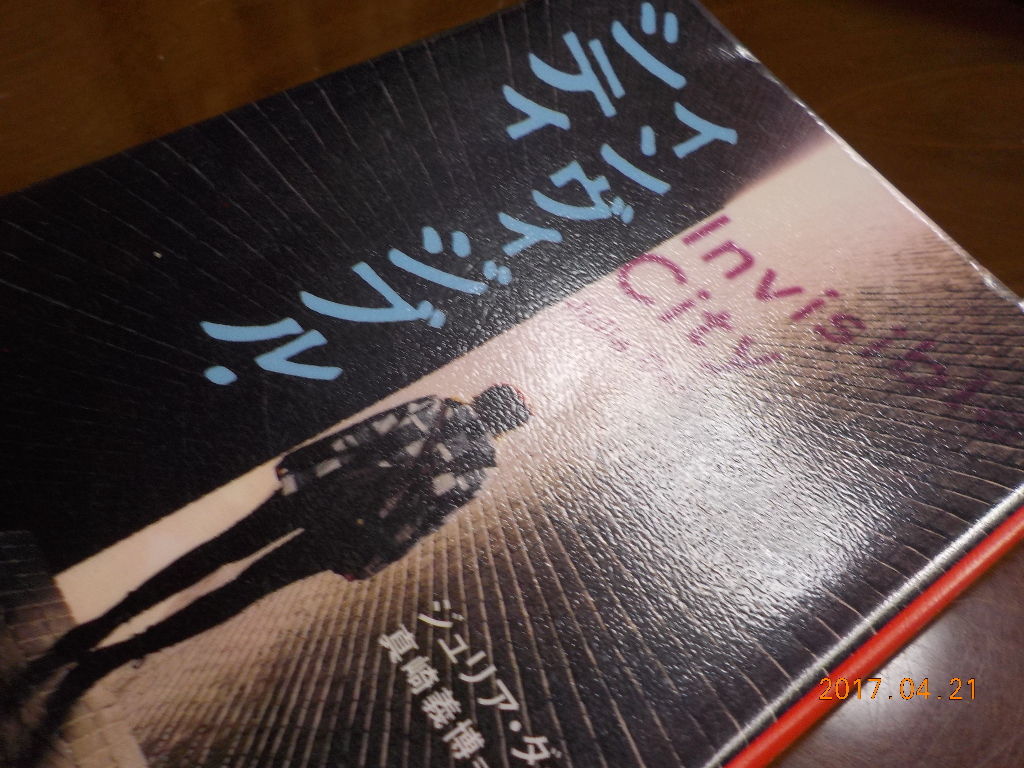 インヴィジブル・
シティ
Invisible
City
ジュリア・ダ
真崎義博
2017.04.21